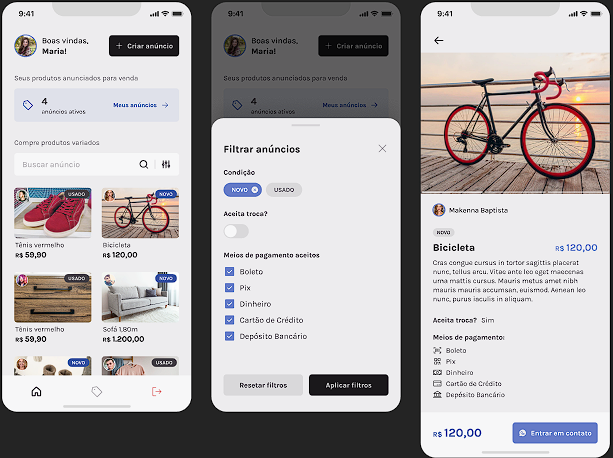 9:41
Boas vindas,
Maria!
+ Criar anúncio
Seus produtos anunciados para venda
4
anúncios ativos
Meus anúncios →
Compre produtos variados
Buscar anúncio
USADO
NOVO
Tênis vermelho
R$ 59,90
Bicicleta
R$ 120,00
USADO
NOVO
Tênis vermelho
R$ 59,90
Sofá 1,80m
R$ 1.200,00
NOVO
USADO
9:41
Boas vindas,
Maria!
+ Criar anúncio
Seus produtos anunciados para venda
4
anúncios ativos
Meus anúncios →
Filtrar anúncios
Condição
NOVO
USADO
Aceita troca?
Meios de pagamento aceitos
Boleto
Pix
Dinheiro
Cartão de Crédito
Depósito Bancário
Resetar filtros
Aplicar filtros
9:41
Makenna Baptista
NOVO
Bicicleta
R$ 120,00
Cras congue cursus in tortor sagittis placerat
nunc, tellus arcu. Vitae ante leo eget maecenas
urna mattis cursus. Mauris metus amet nibh
mauris mauris accumsan, euismod. Aenean leo
nunc, purus iaculis in aliquam.
Aceita troca? Sim
Meios de pagamento:
Boleto
Pix
Dinheiro
Cartão de Crédito
Depósito Bancário
R$ 120,00
Entrar em contato